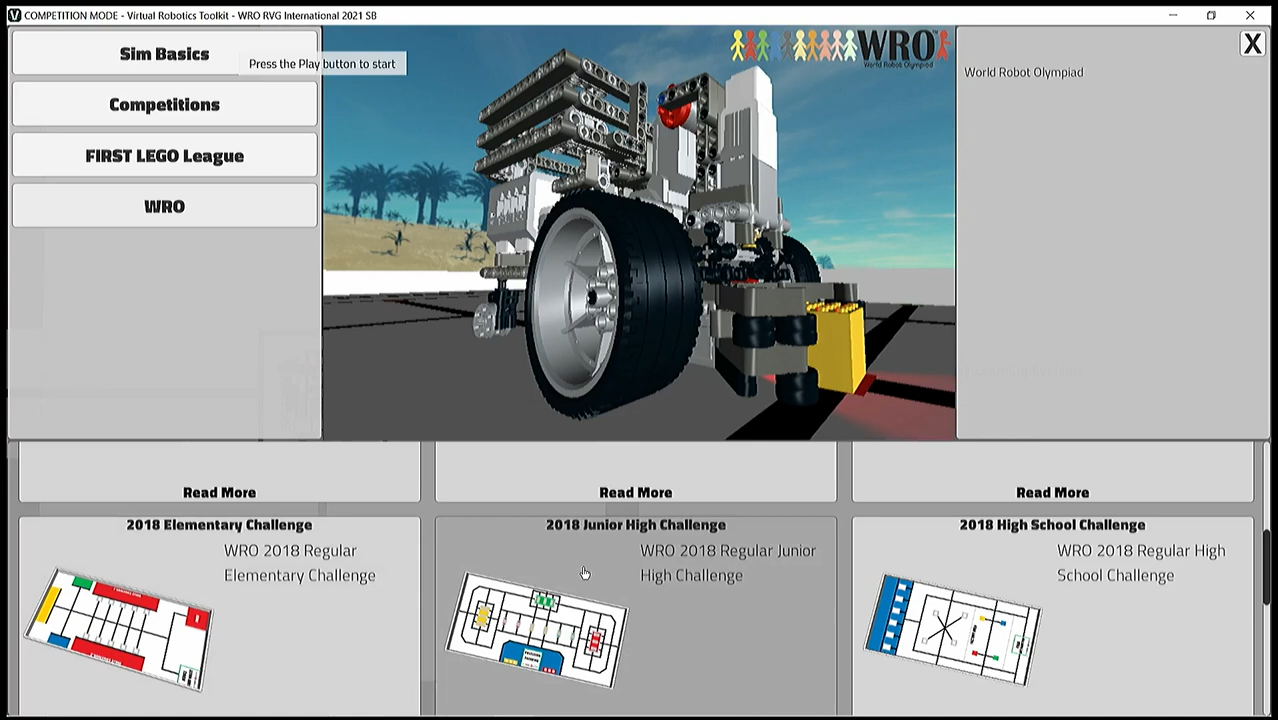 COMPETITION MODE - Virtual Robotics Toolkit - WRO RVG International 2021 SB
Sim Basics
Press the Play button to start
Competitions
FIRST LEGO League
WRO
WRO
World Robot Olympiad
X
World Robot Olympiad
Read More
Read More
Read More
2018 Elementary Challenge
WRO 2018 Regular
Elementary Challenge
2018 Junior High Challenge
WRO 2018 Regular Junior
High Challenge
2018 High School Challenge
WRO 2018 Regular High
School Challenge